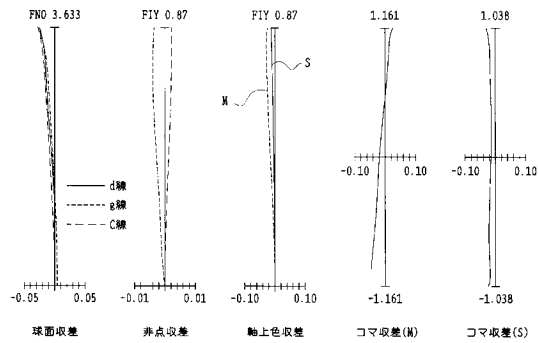 FNO 3.633
FIY 0.87
FIY 0.87
1.161
1.038
S
M
d線
g線
C線
-0.10 0.10
-0.10 0.10
-0.05 0.05
-0.01 0.01
-0.10 0.10
-1.161
-1.038
球面収差
非点収差
軸上色収差
コマ収差(M)
コマ収差(S)